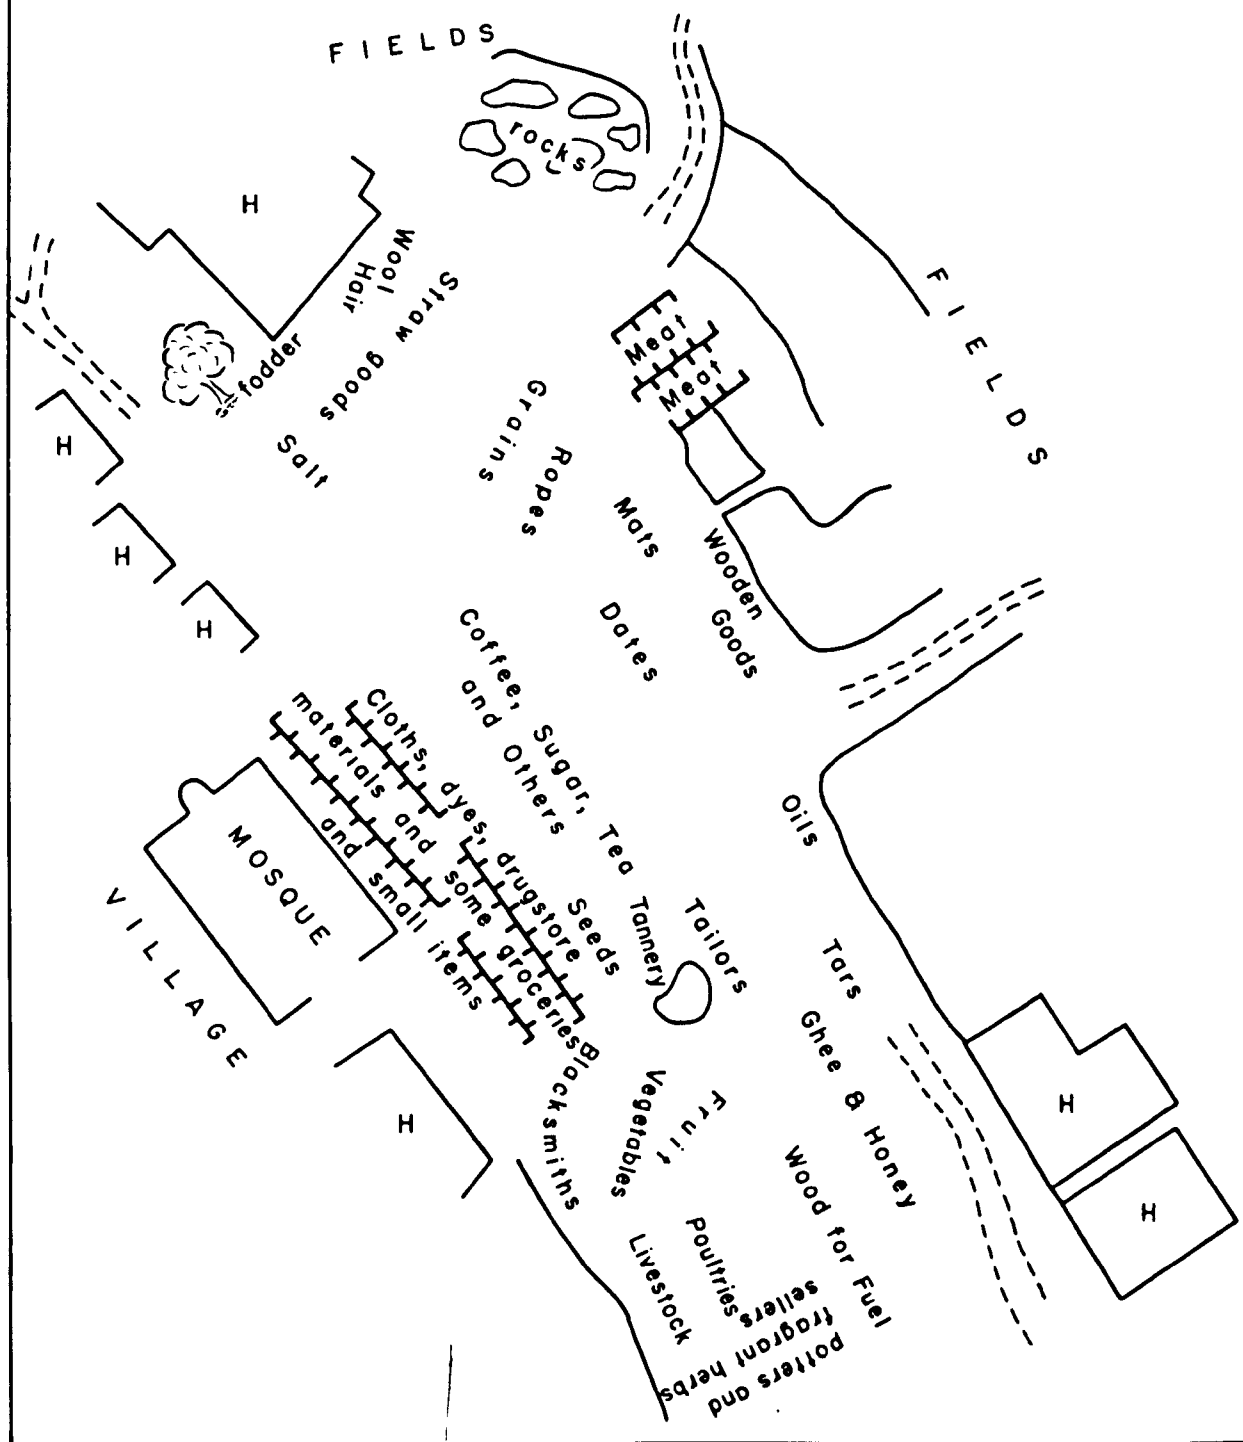 FIELDS
rocks
H
Wool
Hair
Straw goods
fodder
Salt
FIELDS
Meat
Meat
Grains
Ropes
Mats
Wooden
Goods
Dates
H
H
H
Coffee, Sugar, Tea
and Others
Cloths, dyes, drugstore
materials and some groceries
and small items
MOSQUE
VILLAGE
Oils
Seeds
Tannery
Tailors
Tars
Ghee & Honey
H
H
H
Blacksmiths
Vegetables
Fruit
Wood for Fuel
Poultries
Livestock
potters and
fragrant herbs
sellers